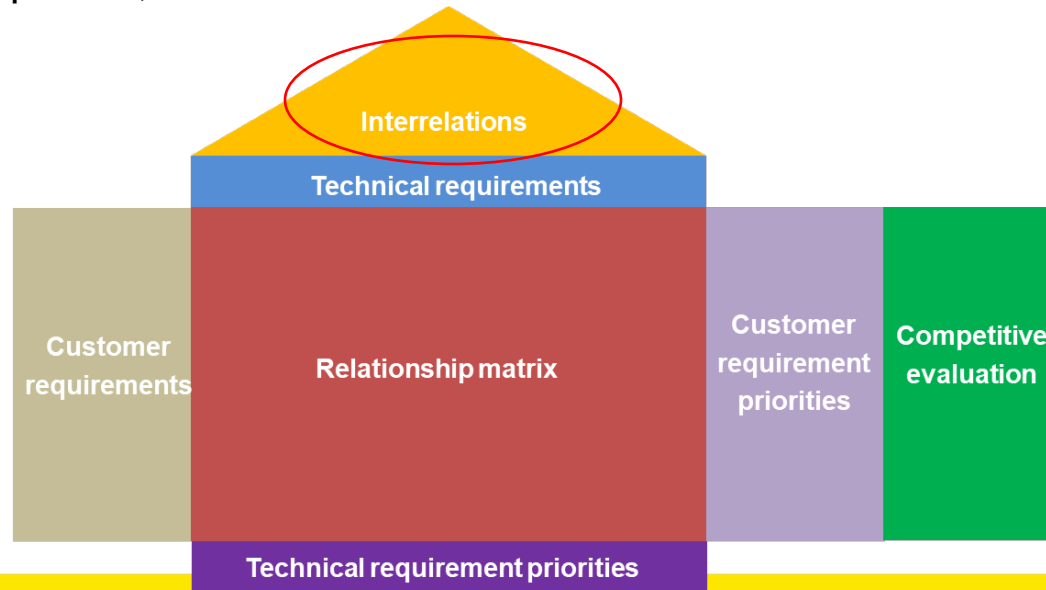 Interrelations
Technical requirements
Customer
requirements
Relationship matrix
Customer
requirement
priorities
Competitive
evaluation
Technical requirement priorities